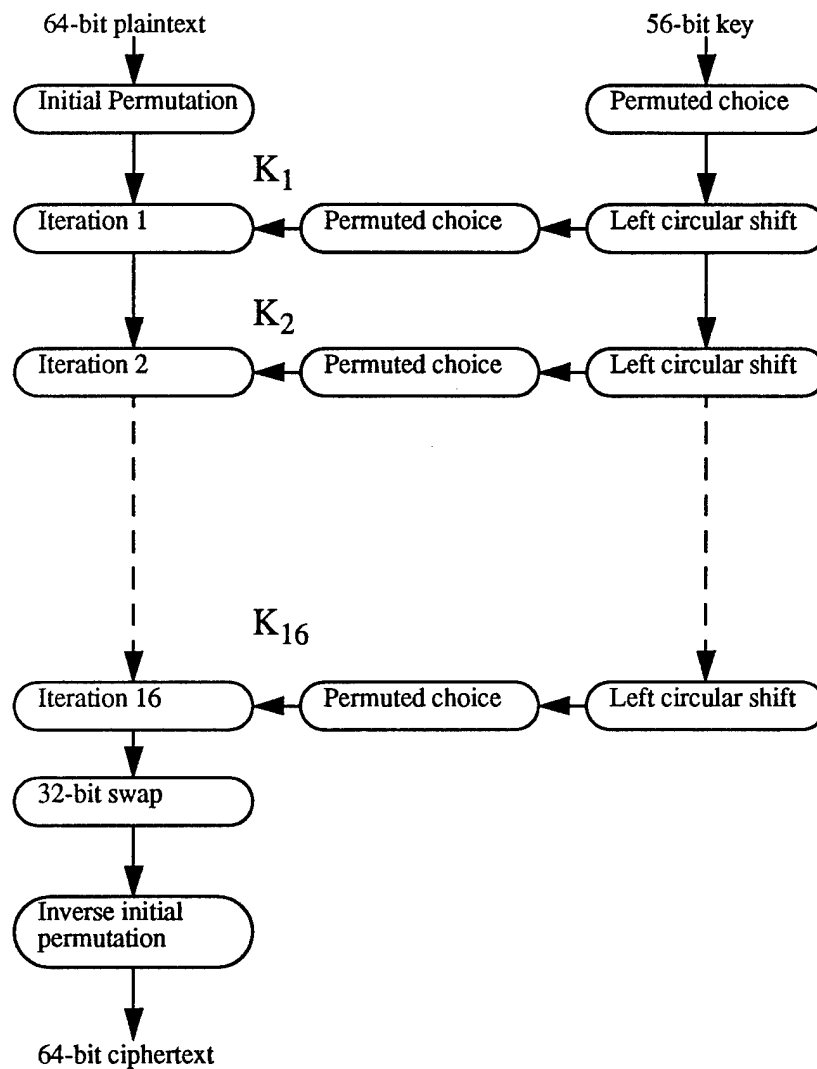 64-bit plaintext
56-bit key
Initial Permutation
Permuted choice
K1
Iteration 1
Permuted choice
Left circular shift
K2
Iteration 2
Permuted choice
Left circular shift
K16
Iteration 16
Permuted choice
Left circular shift
32-bit swap
Inverse initial
permutation
64-bit ciphertext